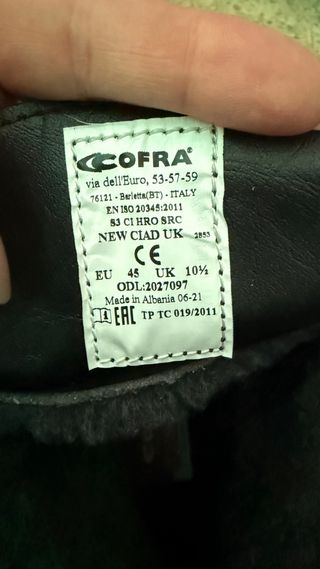 COFRA®
via dell'Euro, 53-57-59
76121 - Barletta(BT) - ITALY
EN ISO 20345:2011
S3 CI HRO SRC
NEW CIAD UK 2853
CE
EU 45 UK 10½
ODL:2027097
Made in Albania 06-21
EAC TP TC 019/2011